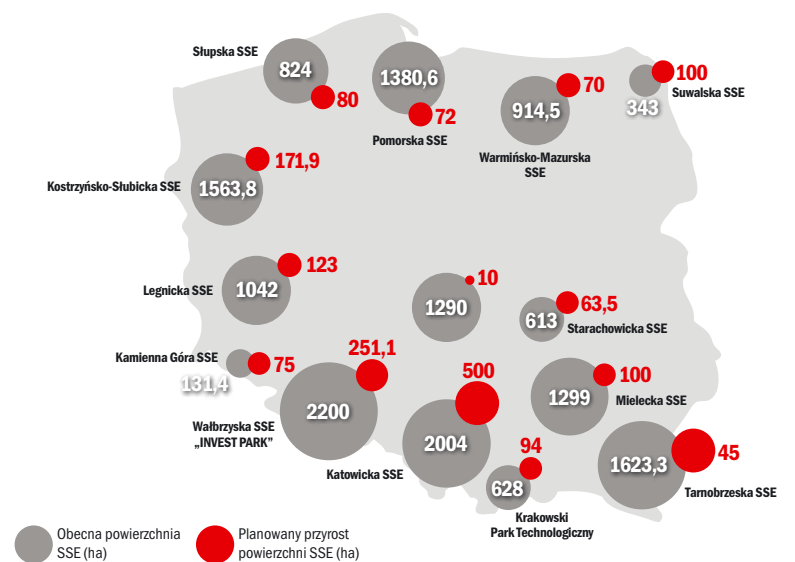 Słupska SSE
824
80
1380,6
72
Pomorska SSE
914,5
70
Warmińsko-Mazurska
SSE
343
100
Suwalska SSE
171,9
1563,8
Kostrzyńsko-Słubicka SSE
123
1042
Legnicka SSE
10
1290
63,5
613
Starachowicka SSE
Kamienna Góra SSE
131,4
75
251,1
2200
Wałbrzyska SSE
„INVEST PARK”
500
2004
Katowicka SSE
100
1299
Mielecka SSE
94
628
Krakowski
Park Technologiczny
1623,3
45
Tarnobrzeska SSE
Obecna powierzchnia
SSE (ha)
Planowany przyrost
powierzchni SSE (ha)